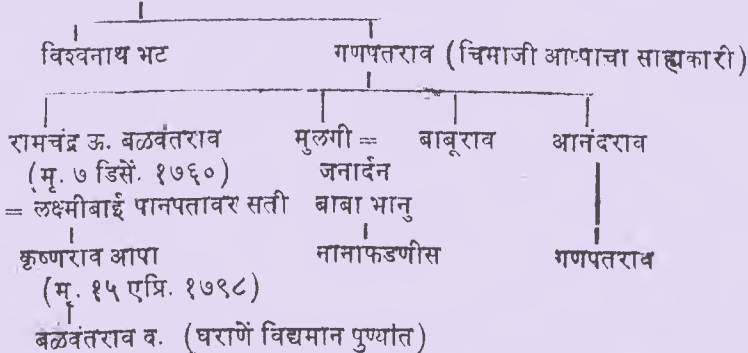 विश्वनाथ भट गणपतराव (चिमाजी आप्पाचा साह्यकारी)
रामचंद्र ऊ. बळवंतराव मुलगी = बाबूराव आनंदराव
(मृ. ७ डिसें. १७६०) जनार्दन
= लक्ष्मीबाई पानपतावर सती बाबा भानु
कृष्णराव आपा नानाफडणीस गणपतराव
(मृ. १५ एप्रि. १७९८)
बळवंतराव व. (घराणें विद्यमान पुण्यांत)